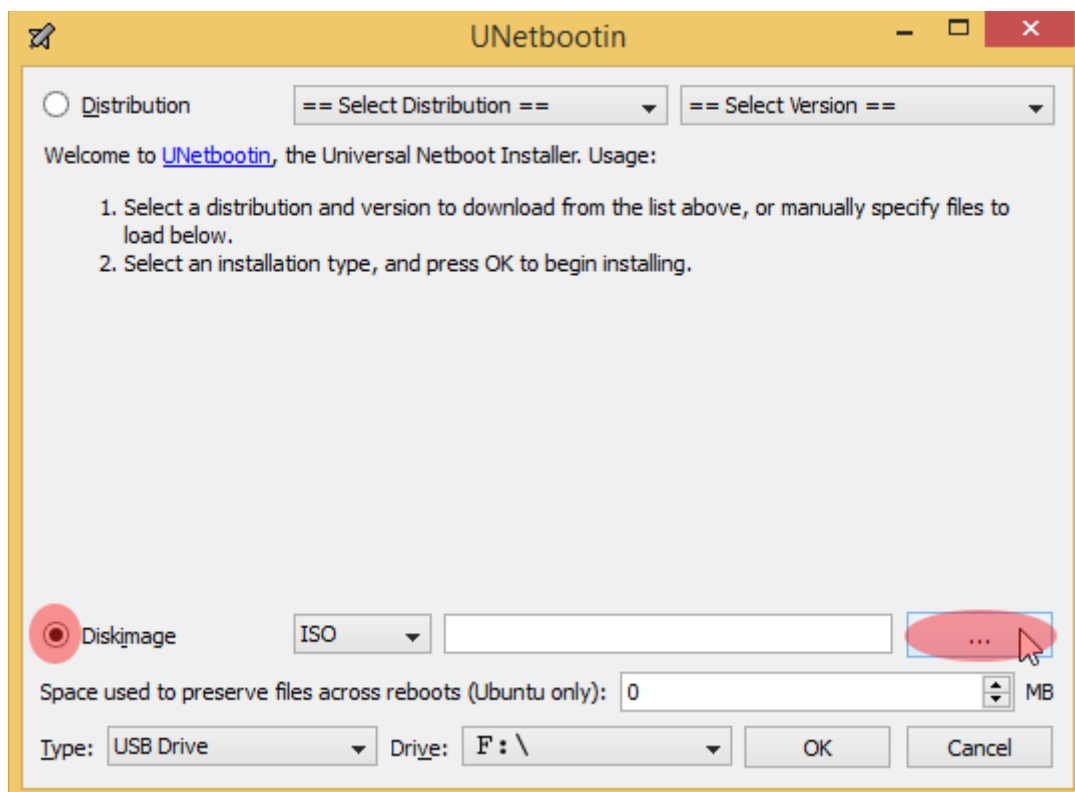 UNetbootin
Distribution == Select Distribution == == Select Version ==
Welcome to UNetbootin, the Universal Netboot Installer. Usage:
1. Select a distribution and version to download from the list above, or manually specify files to
load below.
2. Select an installation type, and press OK to begin installing.
Diskimage ISO ...
Space used to preserve files across reboots (Ubuntu only): 0 MB
Type: USB Drive Drive: F:\ OK Cancel